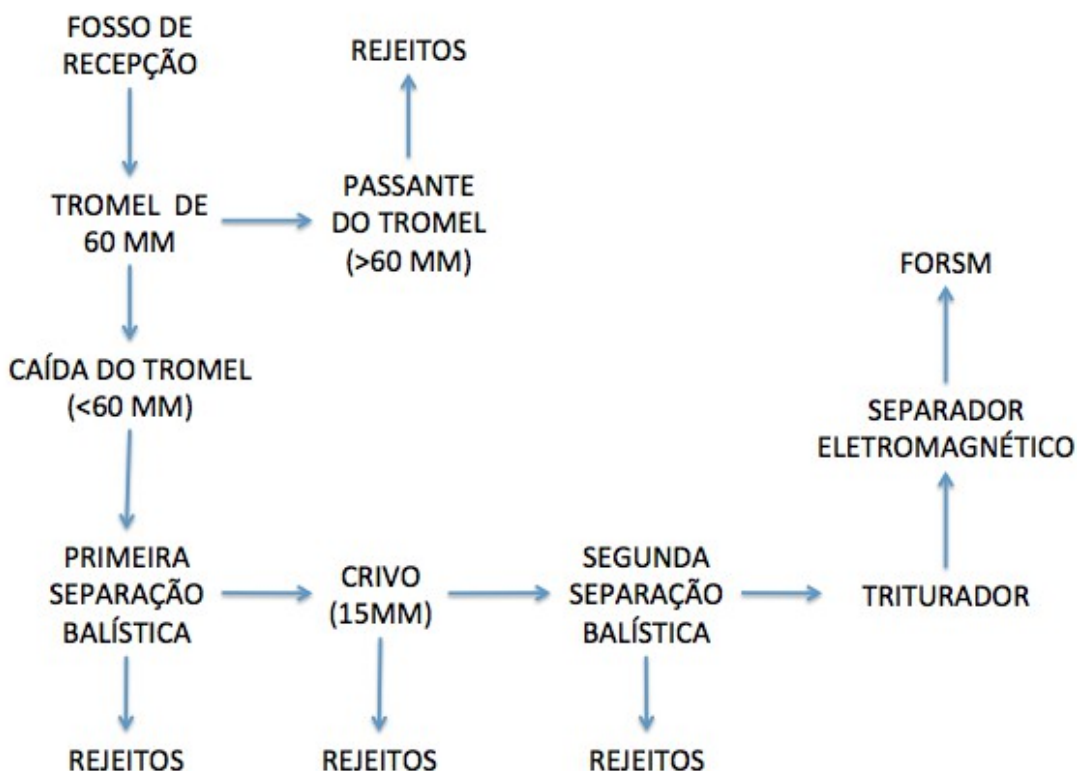 FOSSO DE
RECEPÇÃO
REJEITOS
TROMEL DE
60 MM
PASSANTE
DO TROMEL
(>60 MM)
FORSM
CAÍDA DO TROMEL
(<60 MM)
SEPARADOR
ELETROMAGNÉTICO
PRIMEIRA
SEPARAÇÃO
BALÍSTICA
CRIVO
(15MM)
SEGUNDA
SEPARAÇÃO
BALÍSTICA
TRITURADOR
REJEITOS
REJEITOS
REJEITOS